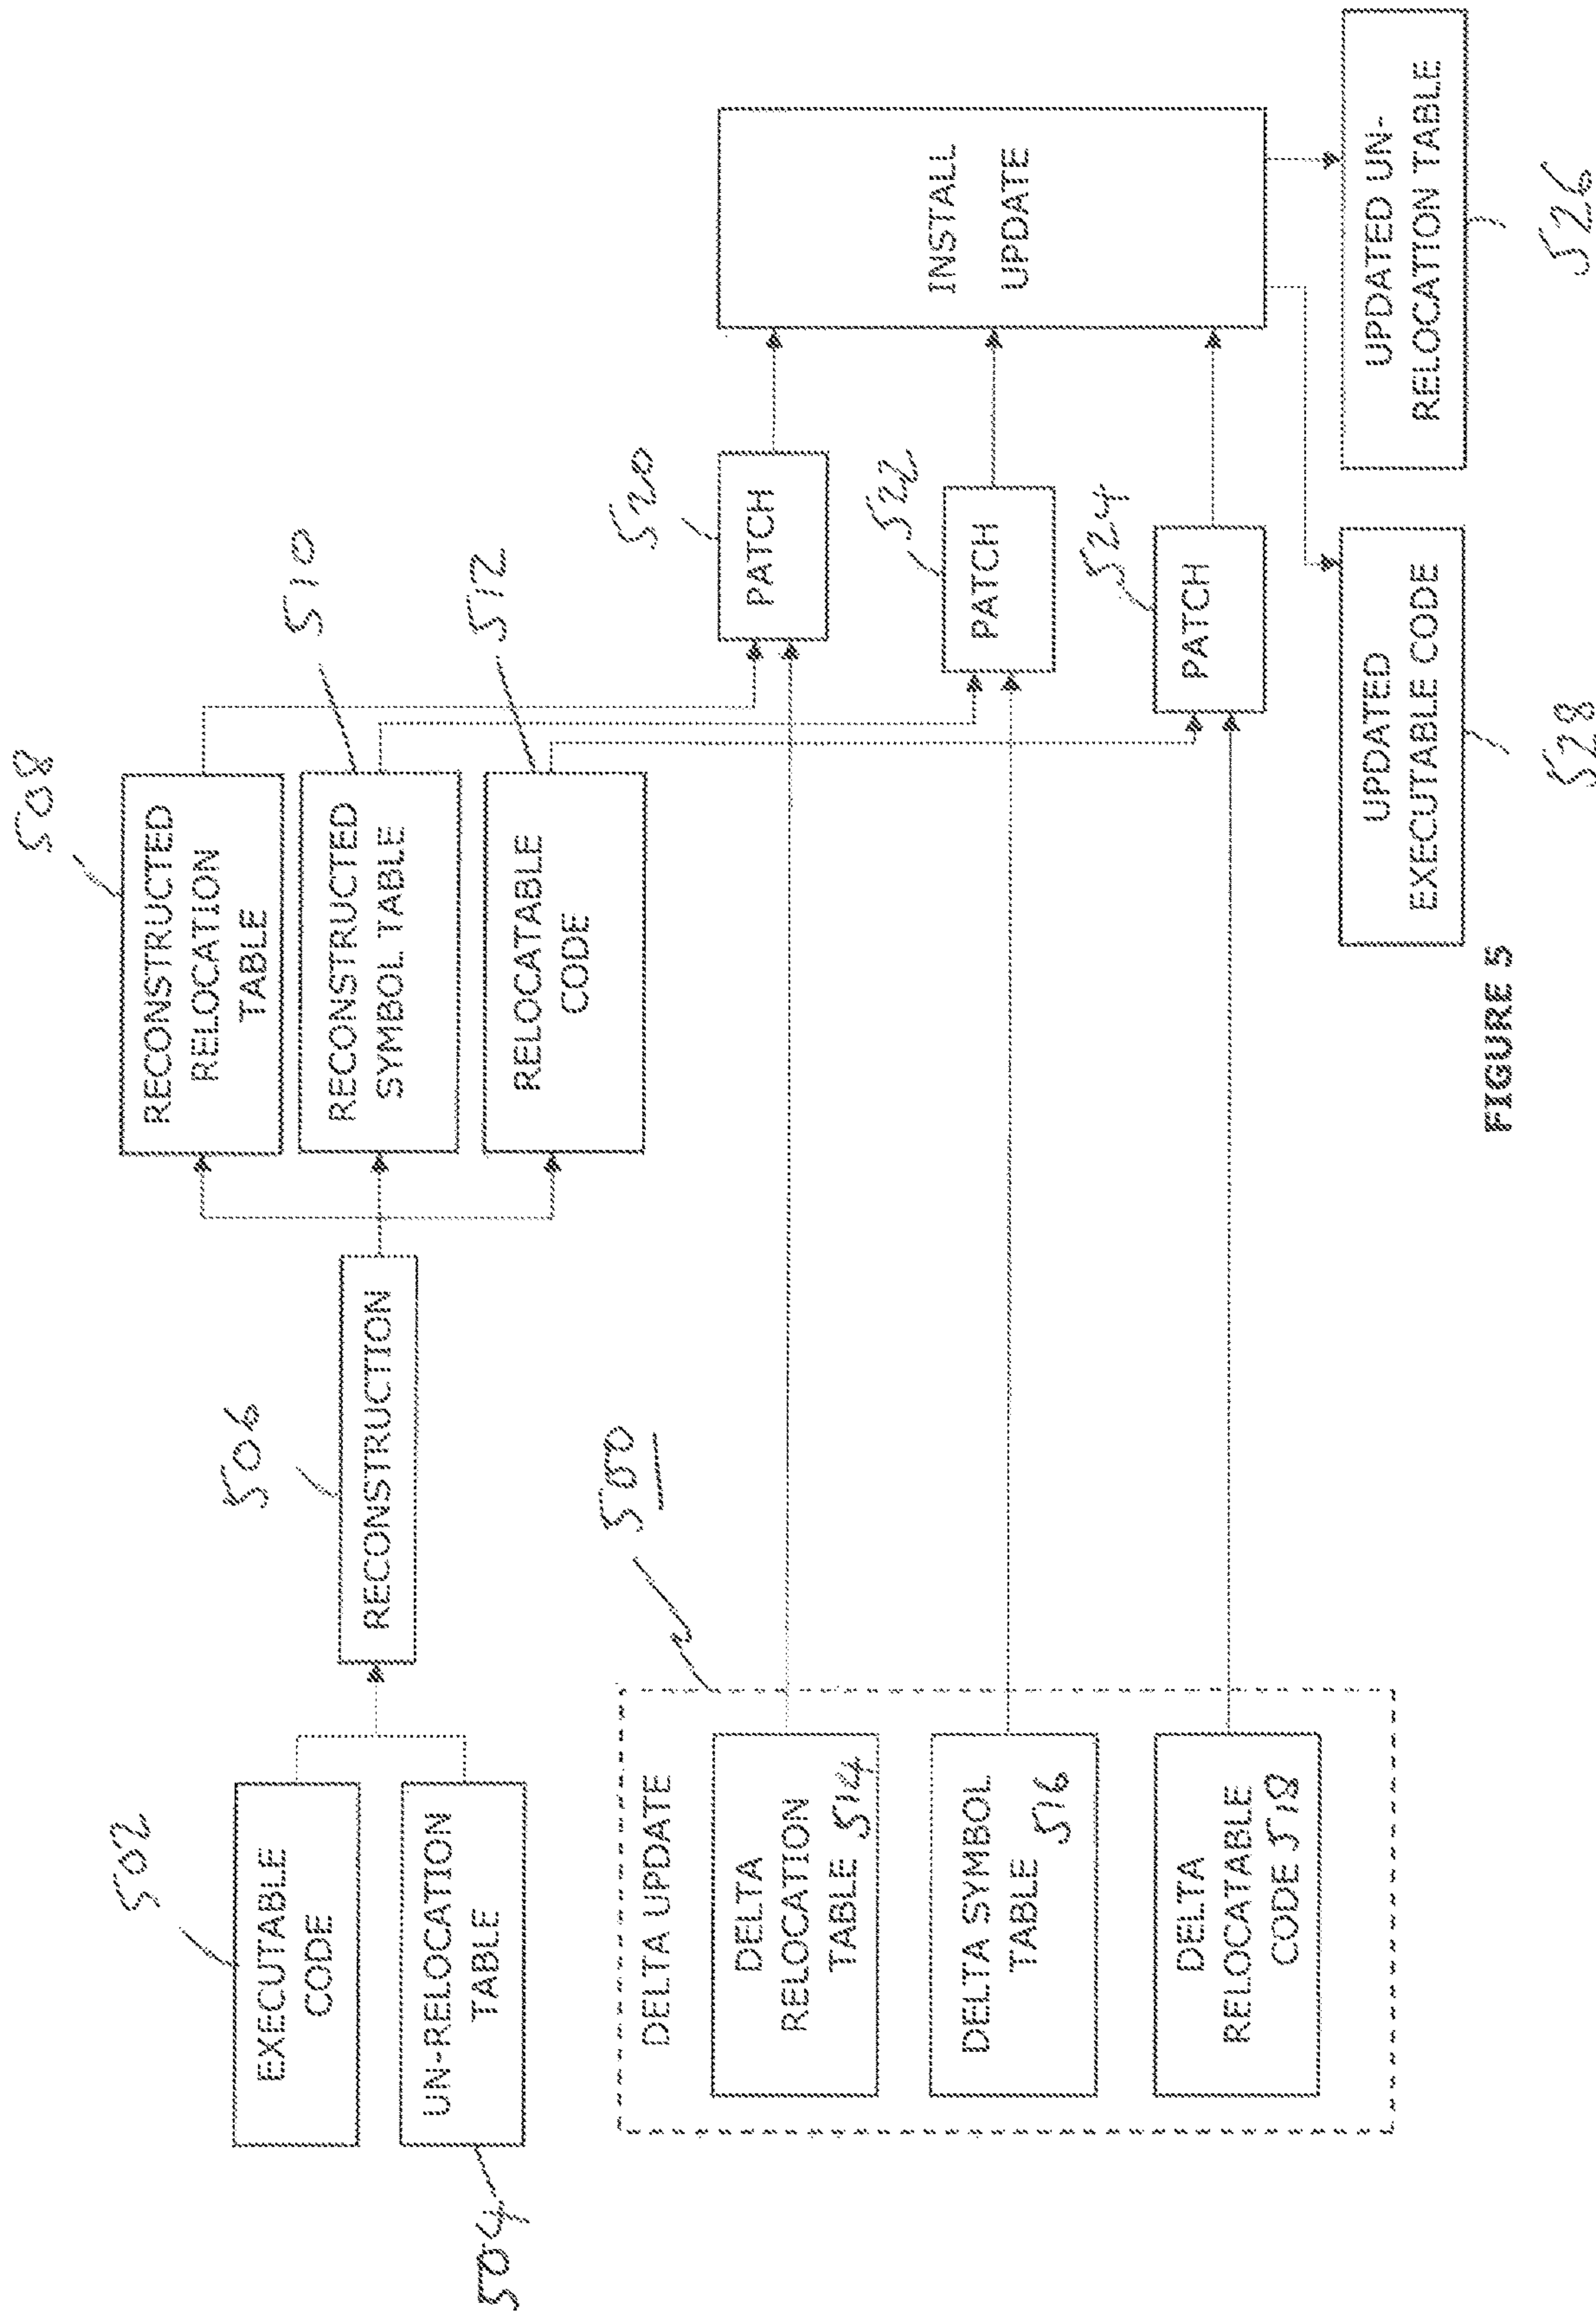 502
EXECUTABLE
CODE
UN-RELOCATION
TABLE
504
506
RECONSTRUCTION
508
RECONSTRUCTED
RELOCATION
TABLE
510
RECONSTRUCTED
SYMBOL TABLE
512
RELOCATABLE
CODE
500
DELTA UPDATE
DELTA
RELOCATION
TABLE 514
DELTA SYMBOL
TABLE 516
DELTA
RELOCATABLE
CODE 518
520
PATCH
522
PATCH
524
PATCH
INSTALL
UPDATE
UPDATED
EXECUTABLE CODE
528
UPDATED UN-
RELOCATION TABLE
526
FIGURE 5